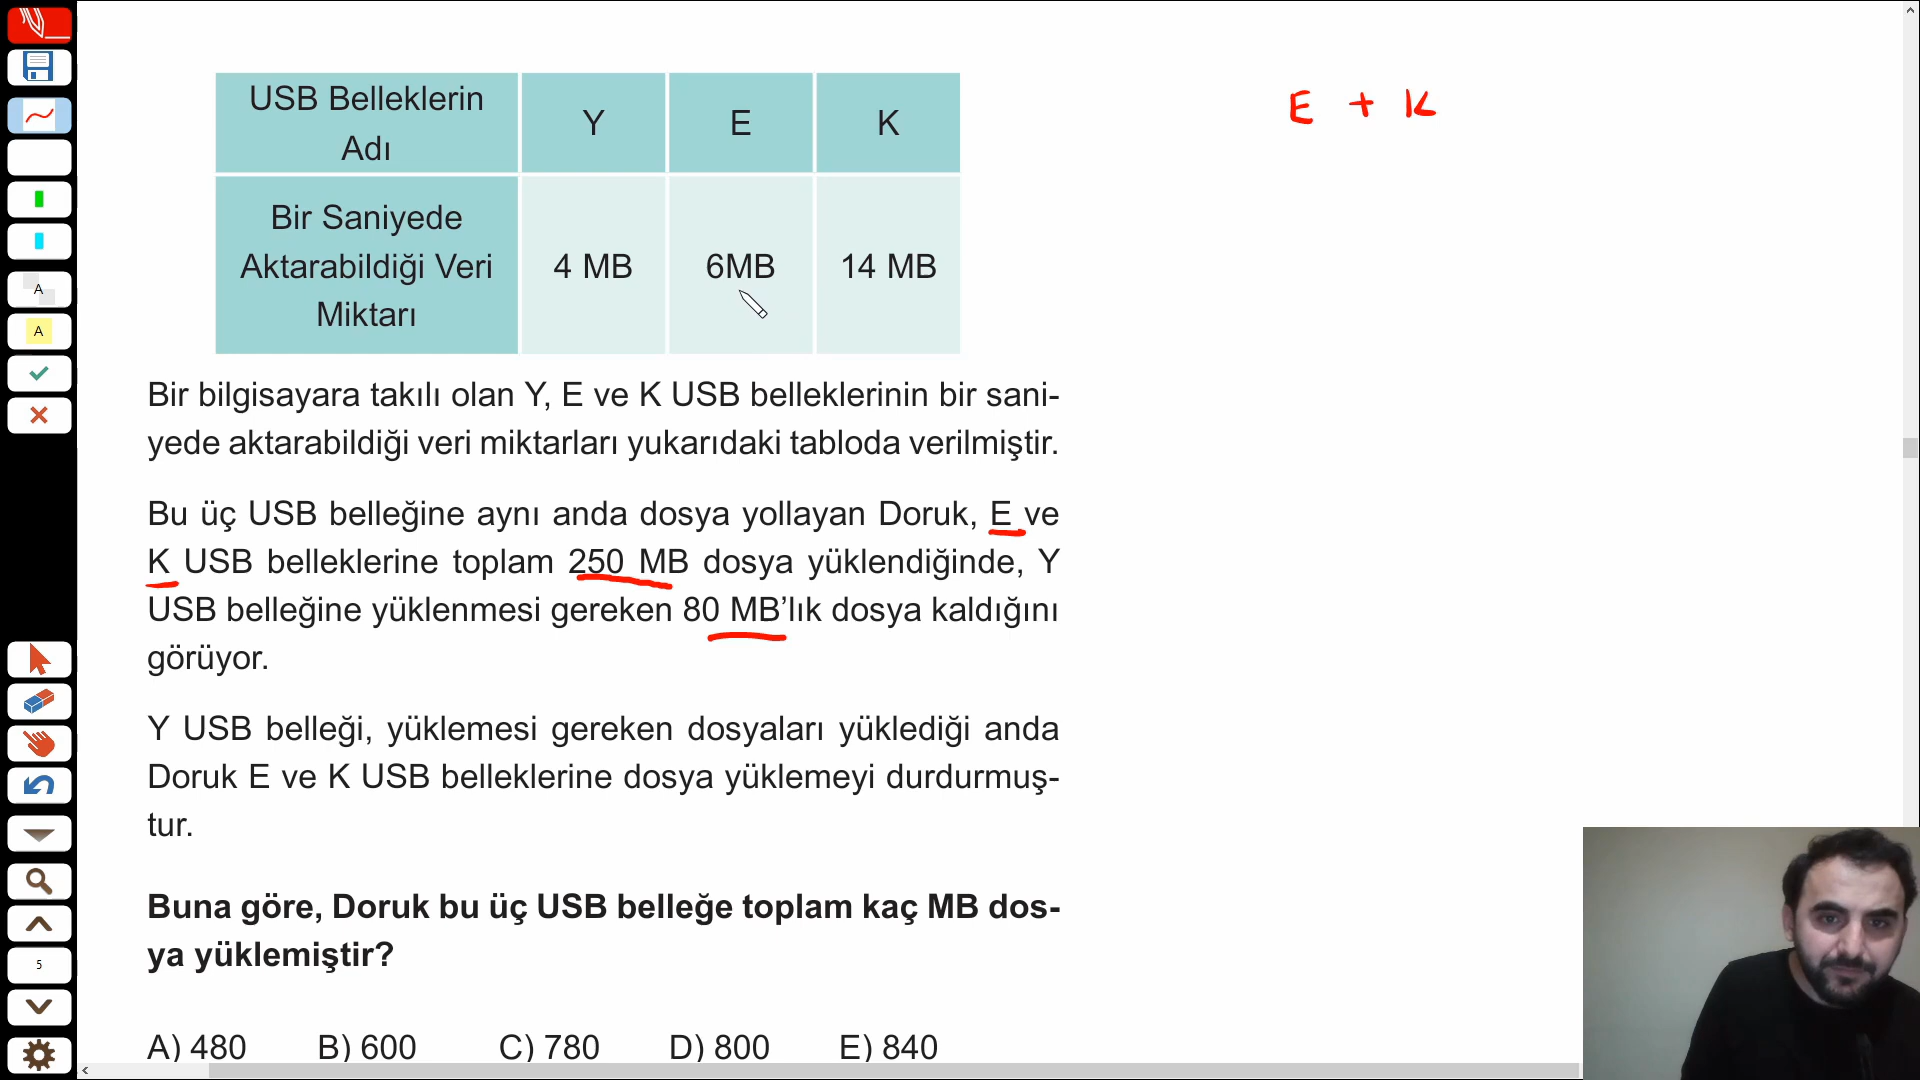 USB Belleklerin Adı Y E K
Bir Saniyede Aktarabildiği Veri Miktarı 4 MB 6MB 14 MB
E + K
Bir bilgisayara takılı olan Y, E ve K USB belleklerinin bir sani-
yede aktarabildiği veri miktarları yukarıdaki tabloda verilmiştir.
Bu üç USB belleğine aynı anda dosya yollayan Doruk, E ve
K USB belleklerine toplam 250 MB dosya yüklendiğinde, Y
USB belleğine yüklenmesi gereken 80 MB’lık dosya kaldığını
görüyor.
Y USB belleği, yüklemesi gereken dosyaları yüklediği anda
Doruk E ve K USB belleklerine dosya yüklemeyi durdurmuş-
tur.
Buna göre, Doruk bu üç USB belleğe toplam kaç MB dos-
ya yüklemiştir?
A) 480 B) 600 C) 780 D) 800 E) 840
A
A
5